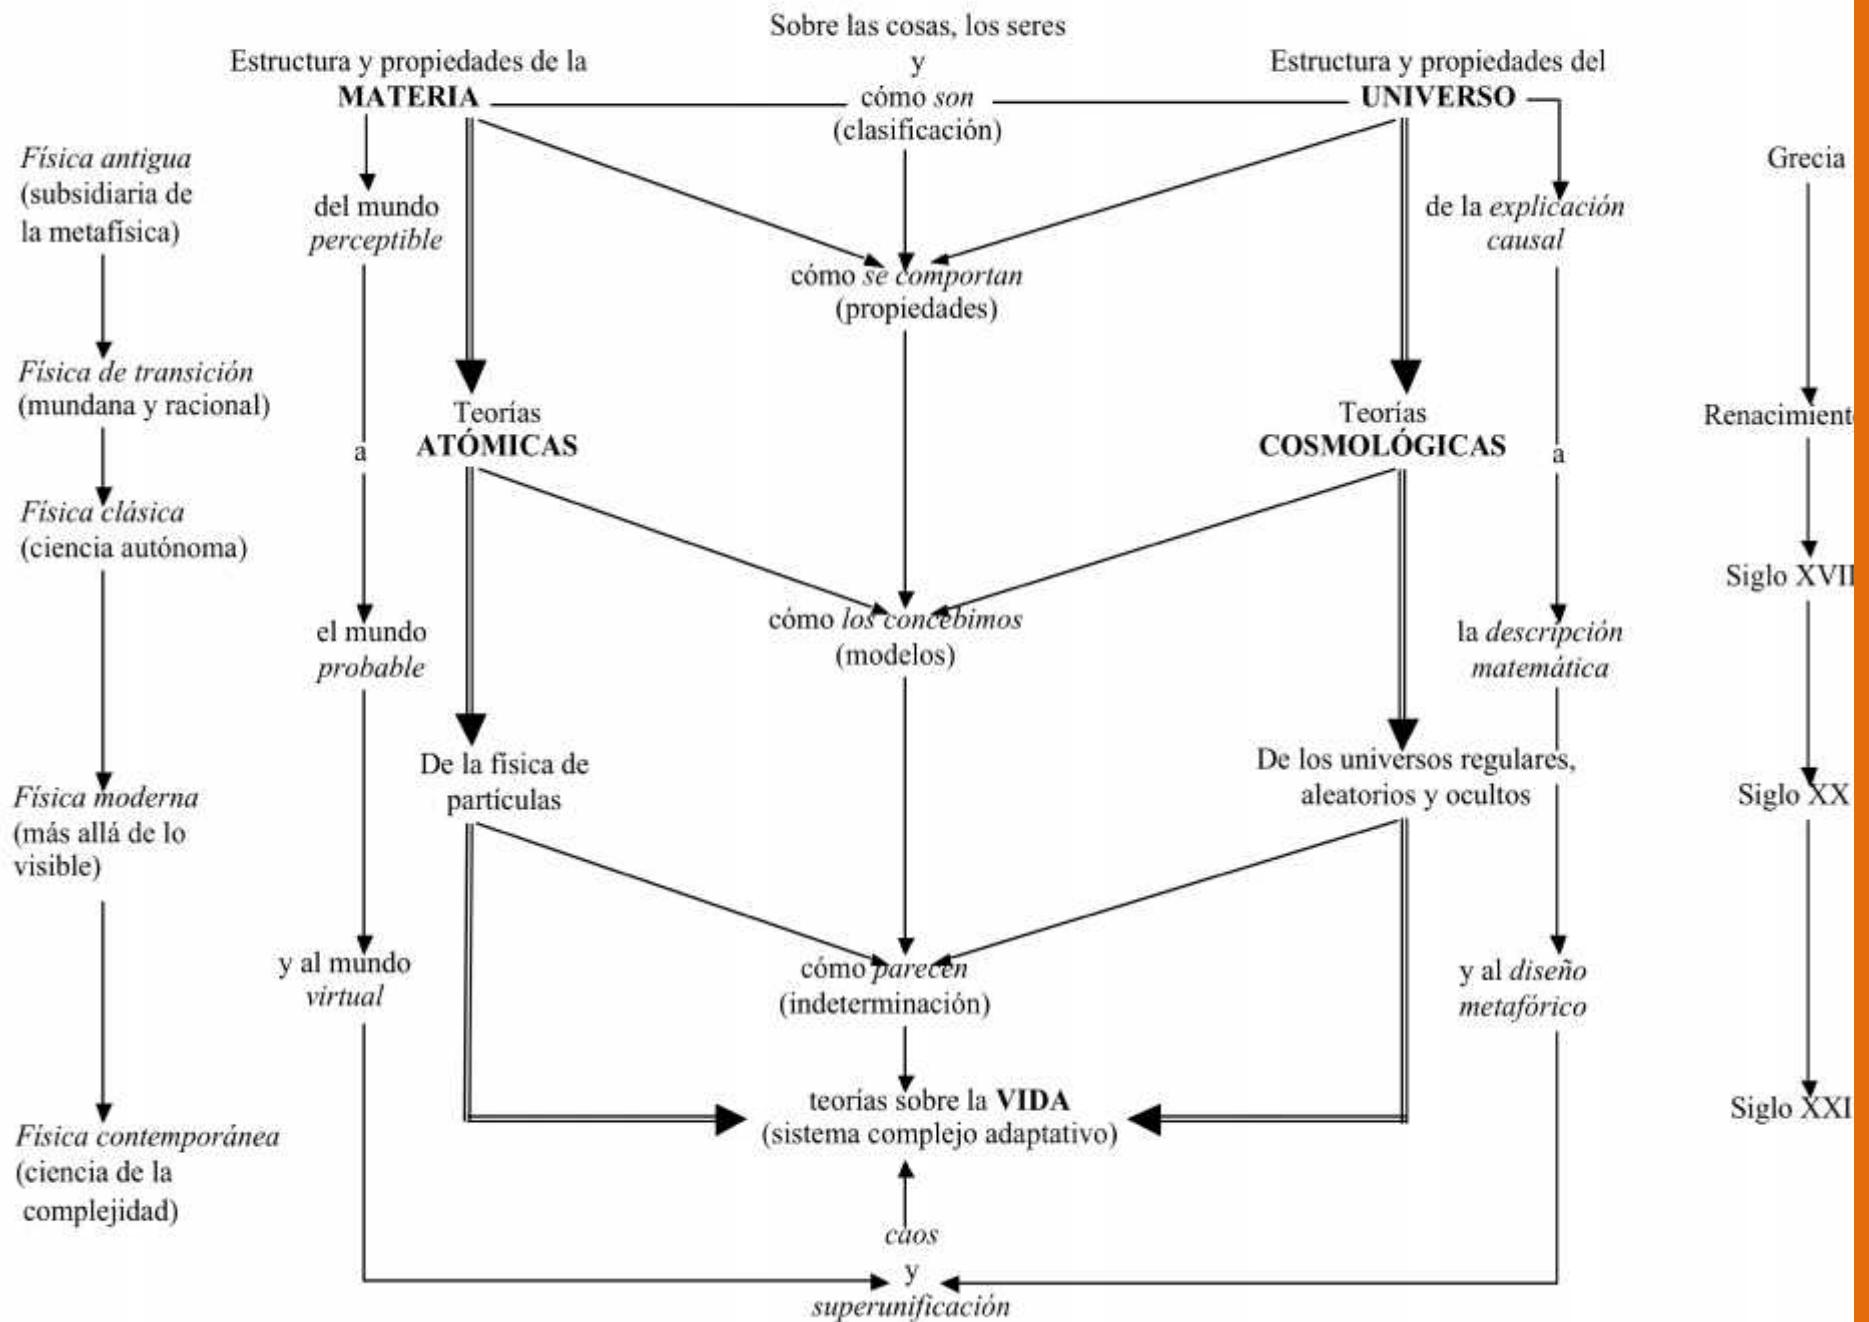 Sobre las cosas, los seres
y
cómo son
(clasificación)
Estructura y propiedades de la
MATERIA
Estructura y propiedades del
UNIVERSO
Física antigua
(subsidiaria de
la metafísica)
del mundo
perceptible
de la explicación
causal
Grecia
cómo se comportan
(propiedades)
Física de transición
(mundana y racional)
a
Teorías
ATÓMICAS
Teorías
COSMOLÓGICAS
a
Renacimient
Física clásica
(ciencia autónoma)
Siglo XVII
el mundo
probable
cómo los concebimos
(modelos)
la descripción
matemática
Física moderna
(más allá de lo
visible)
De la física de
partículas
De los universos regulares,
aleatorios y ocultos
Siglo XX
y al mundo
virtual
cómo parecen
(indeterminación)
y al diseño
metafórico
Física contemporánea
(ciencia de la
complejidad)
teorías sobre la VIDA
(sistema complejo adaptativo)
Siglo XXI
caos
y
superunificación